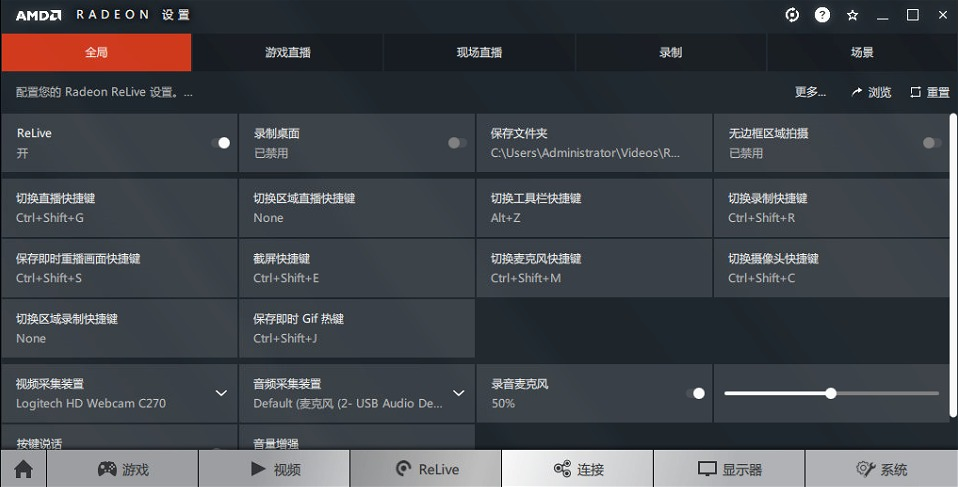 AMD RADEON 设置
全局 游戏直播 现场直播 录制 场景
配置您的 Radeon ReLive 设置。... 更多... 浏览 重置
ReLive 录制桌面 保存文件夹 无边框区域拍摄
开 已禁用 C:\Users\Administrator\Videos\R... 已禁用
切换直播快捷键 切换区域直播快捷键 切换工具栏快捷键 切换录制快捷键
Ctrl+Shift+G None Alt+Z Ctrl+Shift+R
保存即时重播画面快捷键 截屏快捷键 切换麦克风快捷键 切换摄像头快捷键
Ctrl+Shift+S Ctrl+Shift+E Ctrl+Shift+M Ctrl+Shift+C
切换区域录制快捷键 保存即时 Gif 热键
None Ctrl+Shift+J
视频采集装置 音频采集装置 录音麦克风
Logitech HD Webcam C270 Default (麦克风 (2- USB Audio De... 50%
按键说话 音量增强
游戏 视频 ReLive 连接 显示器 系统